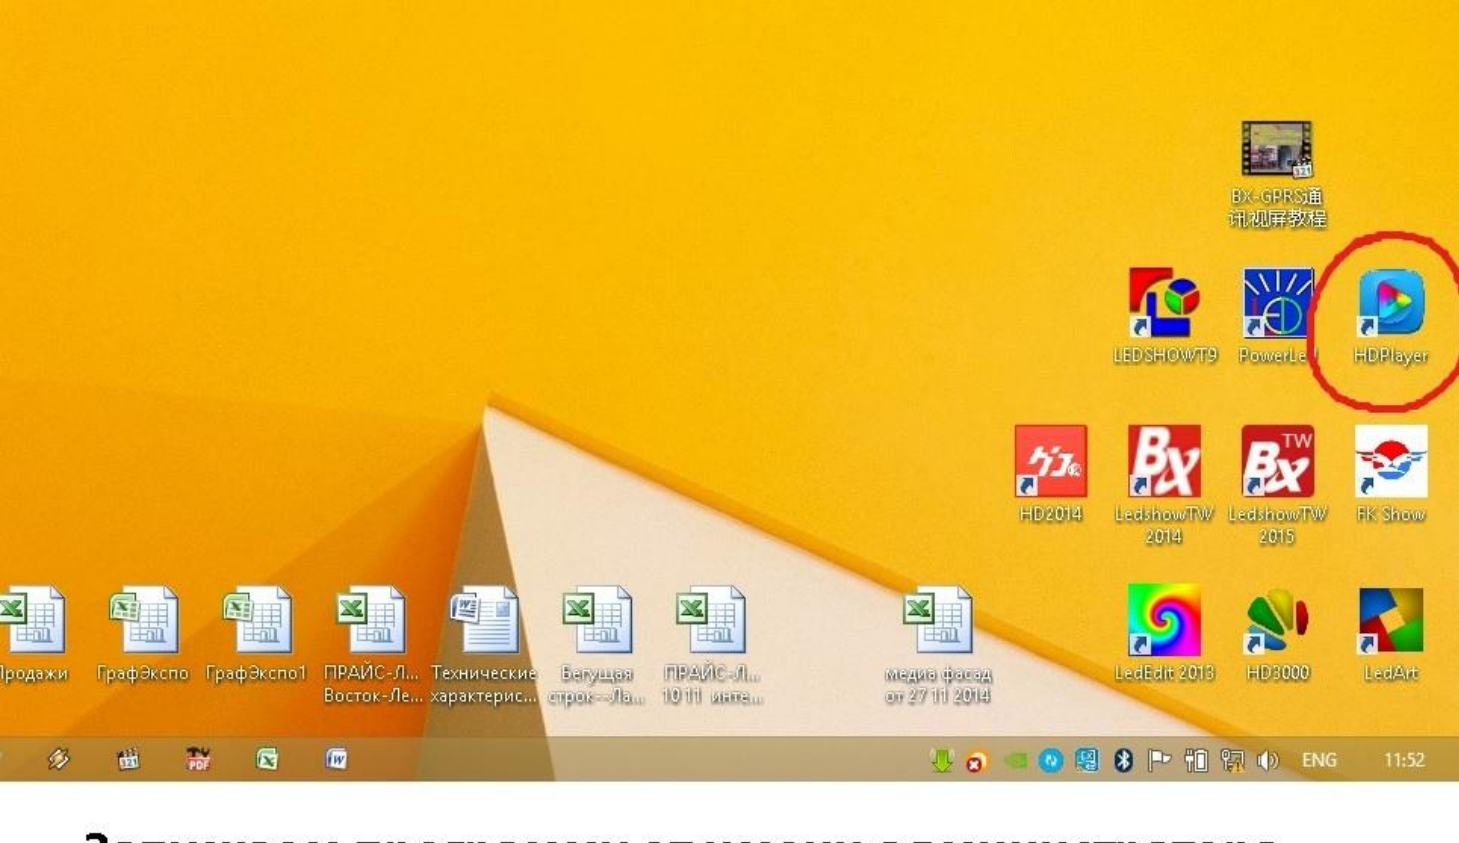 BX-GPRS通
讯视屏教程
LEDSHOWT9
PowerLed
HDPlayer
HD2014
LedshowTW
2014
LedshowTW
2015
FK Show
Продажи
ГрафЭкспо
ГрафЭкспо1
ПРАЙС-Л...
Восток-Ле...
Технические
характерис...
Бегущая
строк--Ла...
ПРАЙС-Л...
10 11 инте...
медиа фасад
от 27 11 2014
LedEdit 2013
HD3000
LedArt
ENG
11:52